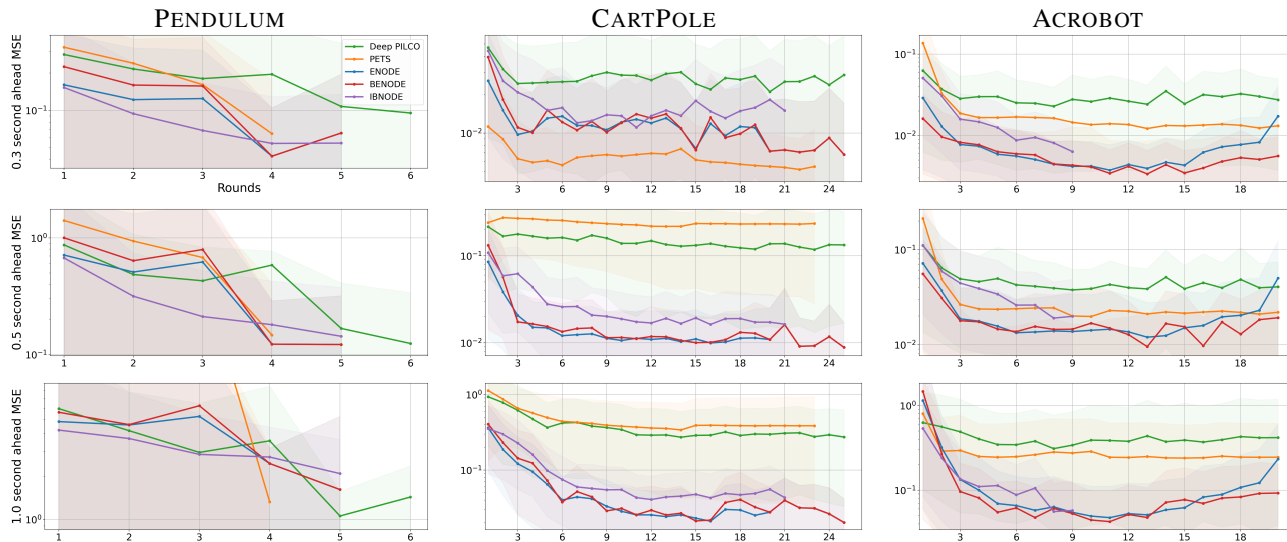 PENDULUM CARTPOLE ACROBOT
0.3 second ahead MSE
10⁻¹
1 2 3 4 5 6
Rounds
Deep PILCO
PETS
ENODE
BENODE
IBNODE
10⁻²
3 6 9 12 15 18 21 24
10⁻¹
10⁻²
3 6 9 12 15 18
0.5 second ahead MSE
10⁰
10⁻¹
1 2 3 4 5 6
10⁻¹
10⁻²
3 6 9 12 15 18 21 24
10⁻¹
10⁻²
3 6 9 12 15 18
1.0 second ahead MSE
10⁰
1 2 3 4 5 6
10⁰
10⁻¹
3 6 9 12 15 18 21 24
10⁰
10⁻¹
3 6 9 12 15 18